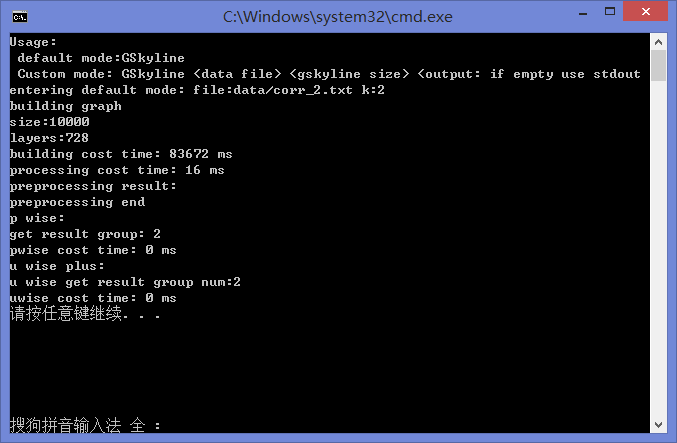 C:\Windows\system32\cmd.exe
Usage:
default mode:GSkyline
Custom mode: GSkyline <data file> <gskyline size> <output: if empty use stdout
entering default mode: file:data/corr_2.txt k:2
building graph
size:10000
layers:728
building cost time: 83672 ms
processing cost time: 16 ms
preprocessing result:
preprocessing end
p wise:
get result group: 2
pwise cost time: 0 ms
u wise plus:
u wise get result group num:2
uwise cost time: 0 ms
请按任意键继续. . .
搜狗拼音输入法 全 :